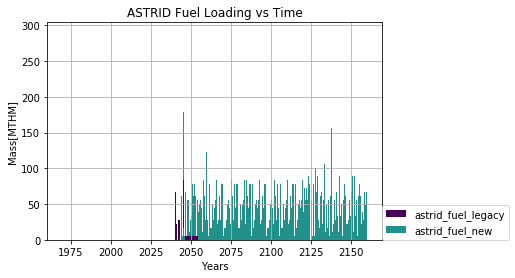 ASTRID Fuel Loading vs Time
300
250
200
150
100
50
0
Mass[MTHM]
1975 2000 2025 2050 2075 2100 2125 2150
Years
astrid_fuel_legacy
astrid_fuel_new